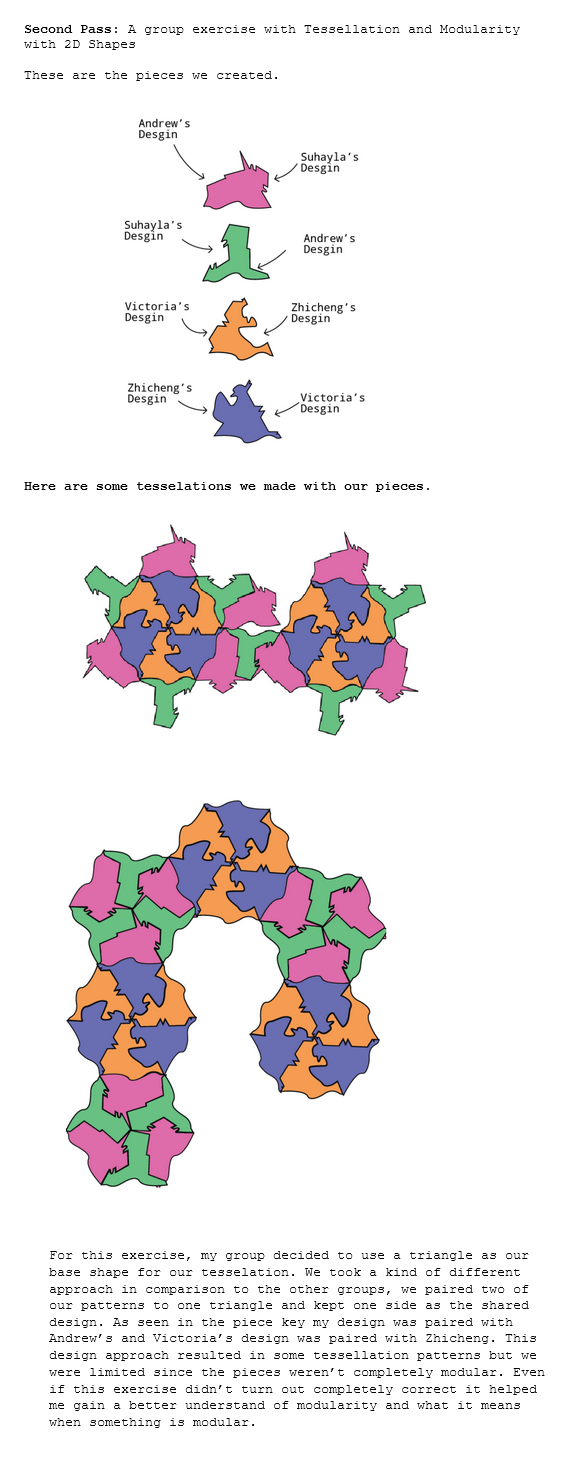 Second Pass: A group exercise with Tessellation and Modularity
with 2D Shapes
These are the pieces we created.
Andrew's
Desgin
Suhayla's
Desgin
Suhayla's
Desgin
Andrew's
Desgin
Victoria's
Desgin
Zhicheng's
Desgin
Zhicheng's
Desgin
Victoria's
Desgin
Here are some tesselations we made with our pieces.
For this exercise, my group decided to use a triangle as our
base shape for our tesselation. We took a kind of different
approach in comparison to the other groups, we paired two of
our patterns to one triangle and kept one side as the shared
design. As seen in the piece key my design was paired with
Andrew's and Victoria's design was paired with Zhicheng. This
design approach resulted in some tessellation patterns but we
were limited since the pieces weren't completely modular. Even
if this exercise didn't turn out completely correct it helped
me gain a better understand of modularity and what it means
when something is modular.